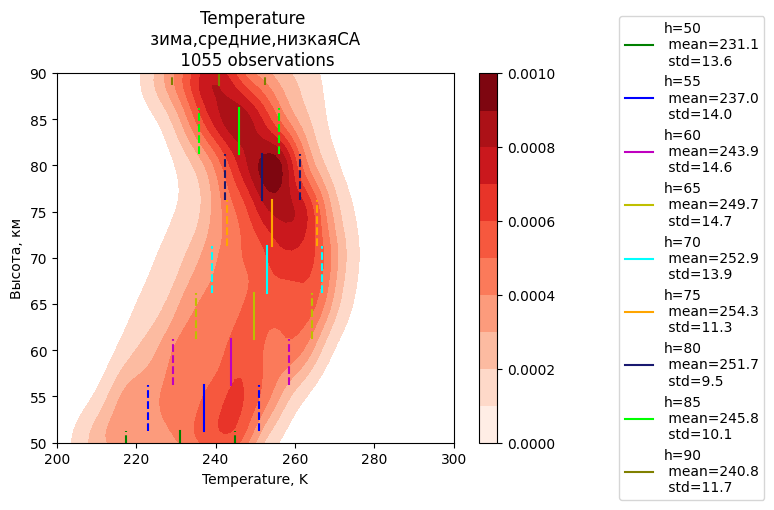 Temperature
зима,средние,низкаяСА
1055 observations
90
85
80
75
70
65
60
55
50
Высота, км
200
220
240
260
280
300
Temperature, K
0.0010
0.0008
0.0006
0.0004
0.0002
0.0000
h=50
mean=231.1
std=13.6
h=55
mean=237.0
std=14.0
h=60
mean=243.9
std=14.6
h=65
mean=249.7
std=14.7
h=70
mean=252.9
std=13.9
h=75
mean=254.3
std=11.3
h=80
mean=251.7
std=9.5
h=85
mean=245.8
std=10.1
h=90
mean=240.8
std=11.7